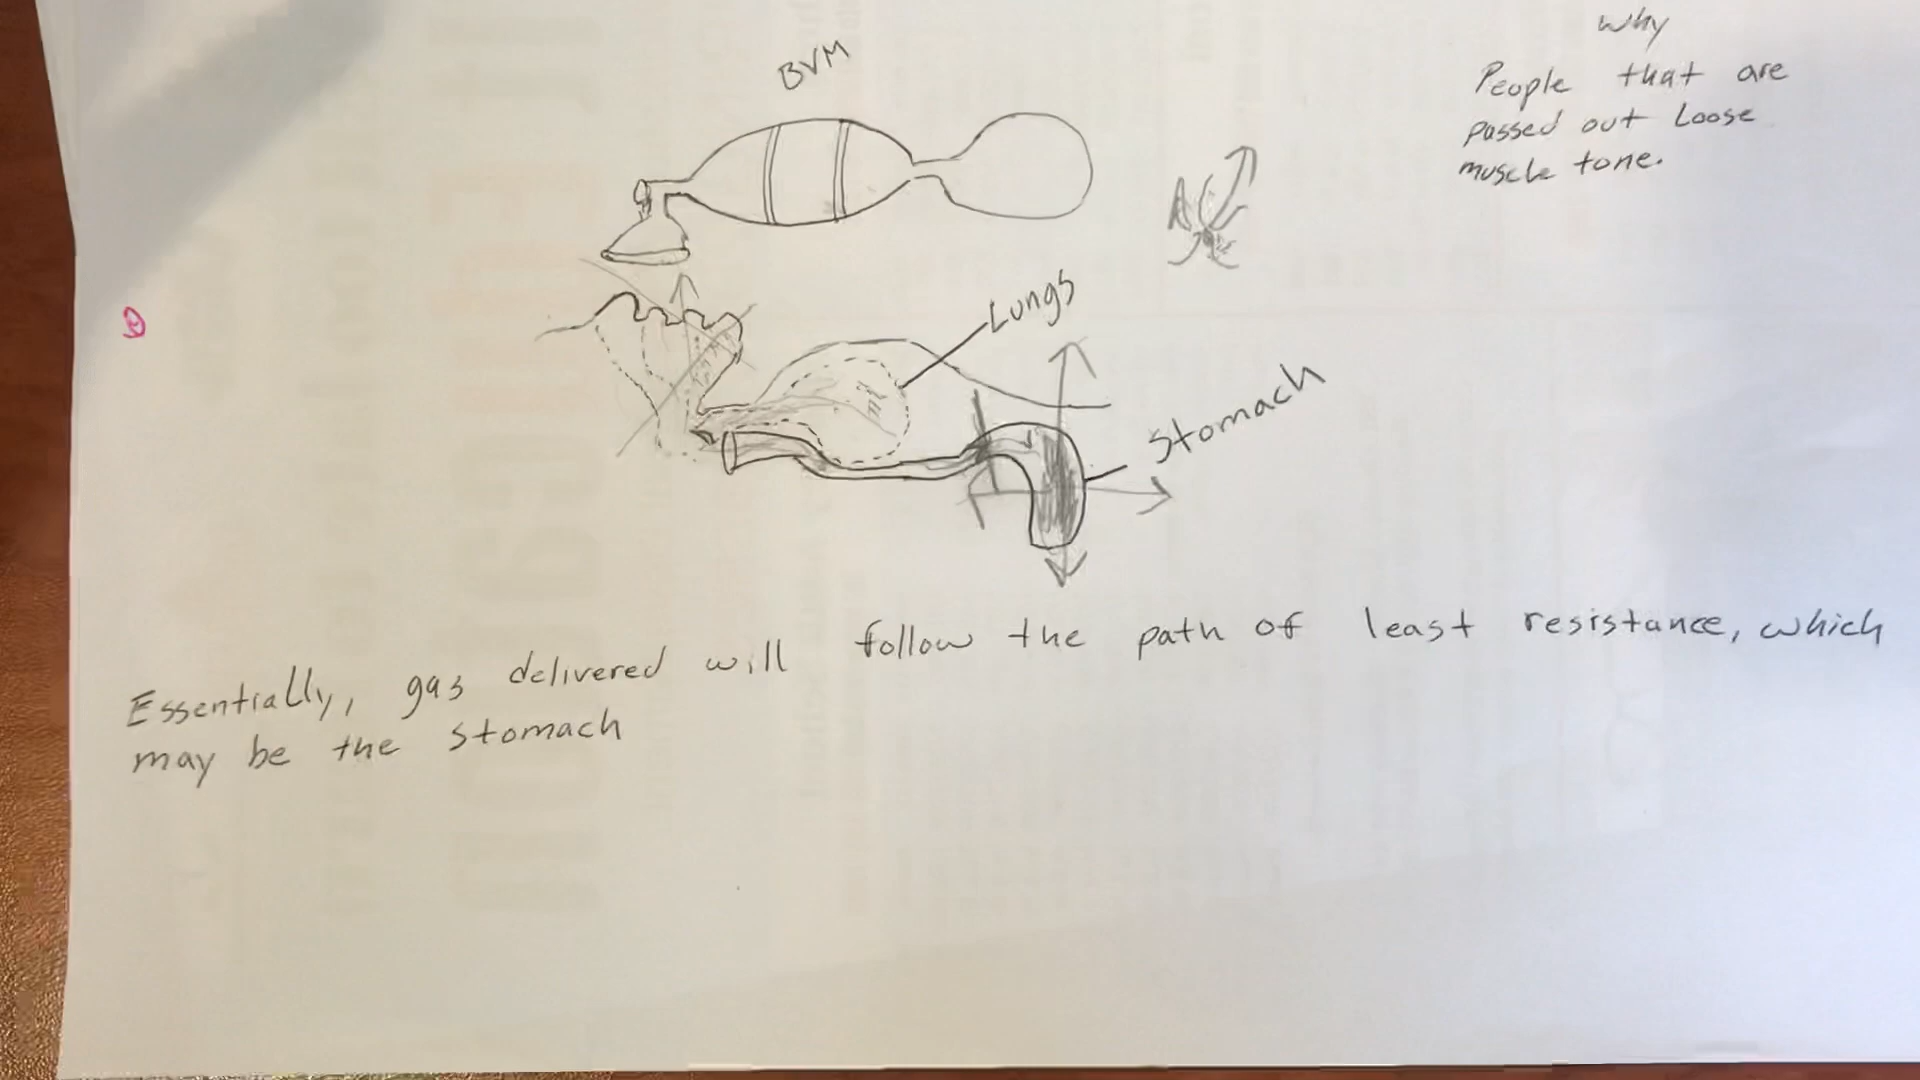 BVM
Why
People that are
passed out Loose
muscle tone.
Lungs
Stomach
Essentially, gas delivered will follow the path of least resistance, which
may be the stomach